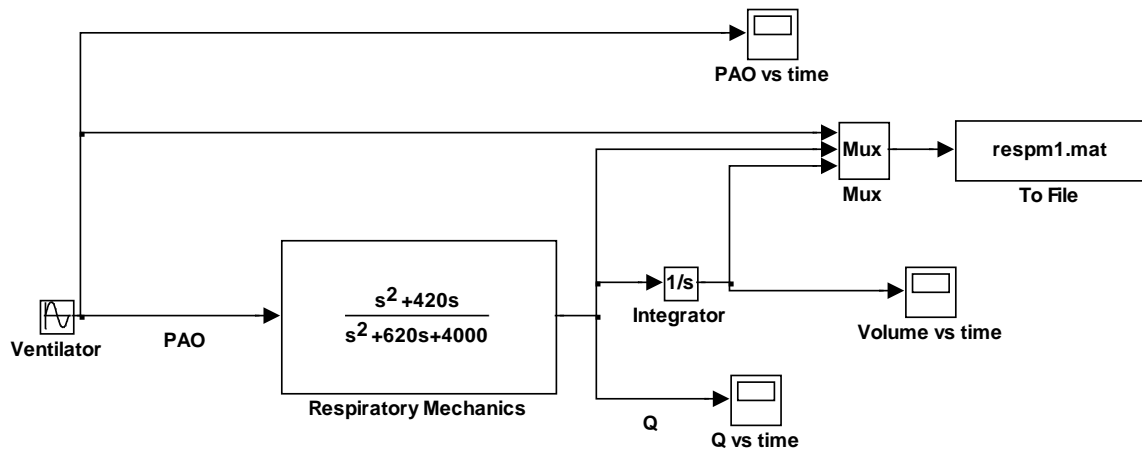 PAO vs time
Mux
respm1.mat
Mux
To File
s2+420s
s2+620s+4000
1/s
Integrator
Volume vs time
Ventilator
PAO
Respiratory Mechanics
Q
Q vs time